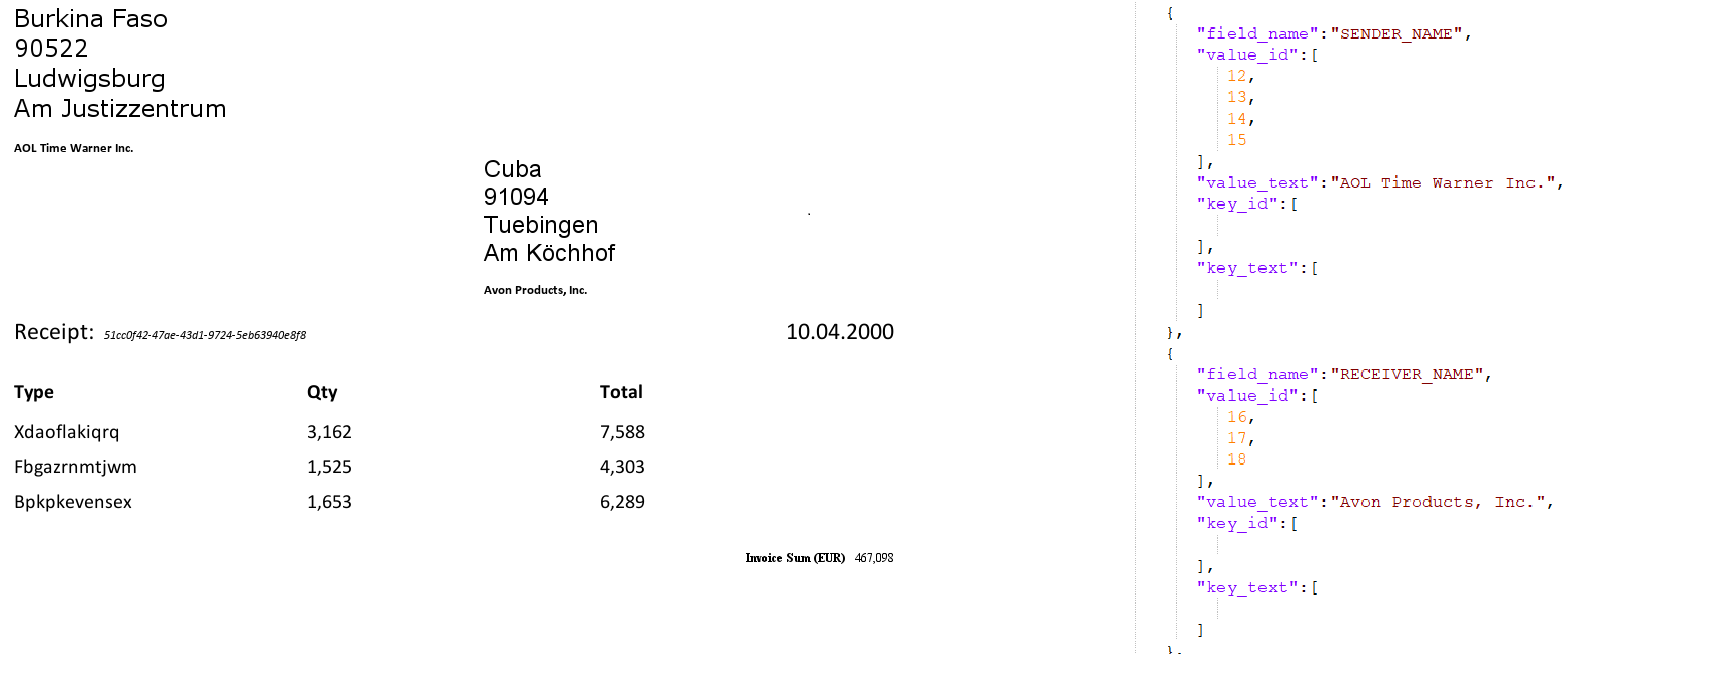 Burkina Faso
90522
Ludwigsburg
Am Justizzentrum
AOL Time Warner Inc.
Cuba
91094
Tuebingen
Am Köchhof
Avon Products, Inc.
Receipt: 51cc0f42-47ae-43d1-9724-5eb63940e8f8 10.04.2000
Type Qty Total
Xdaoflakiqrq 3,162 7,588
Fbgazrnmtjwm 1,525 4,303
Bpkpkevensex 1,653 6,289
Invoice Sum (EUR) 467,098
{
"field_name":"SENDER_NAME",
"value_id":[
12,
13,
14,
15
],
"value_text":"AOL Time Warner Inc.",
"key_id":[
],
"key_text":[
]
},
{
"field_name":"RECEIVER_NAME",
"value_id":[
16,
17,
18
],
"value_text":"Avon Products, Inc.",
"key_id":[
],
"key_text":[
]
},